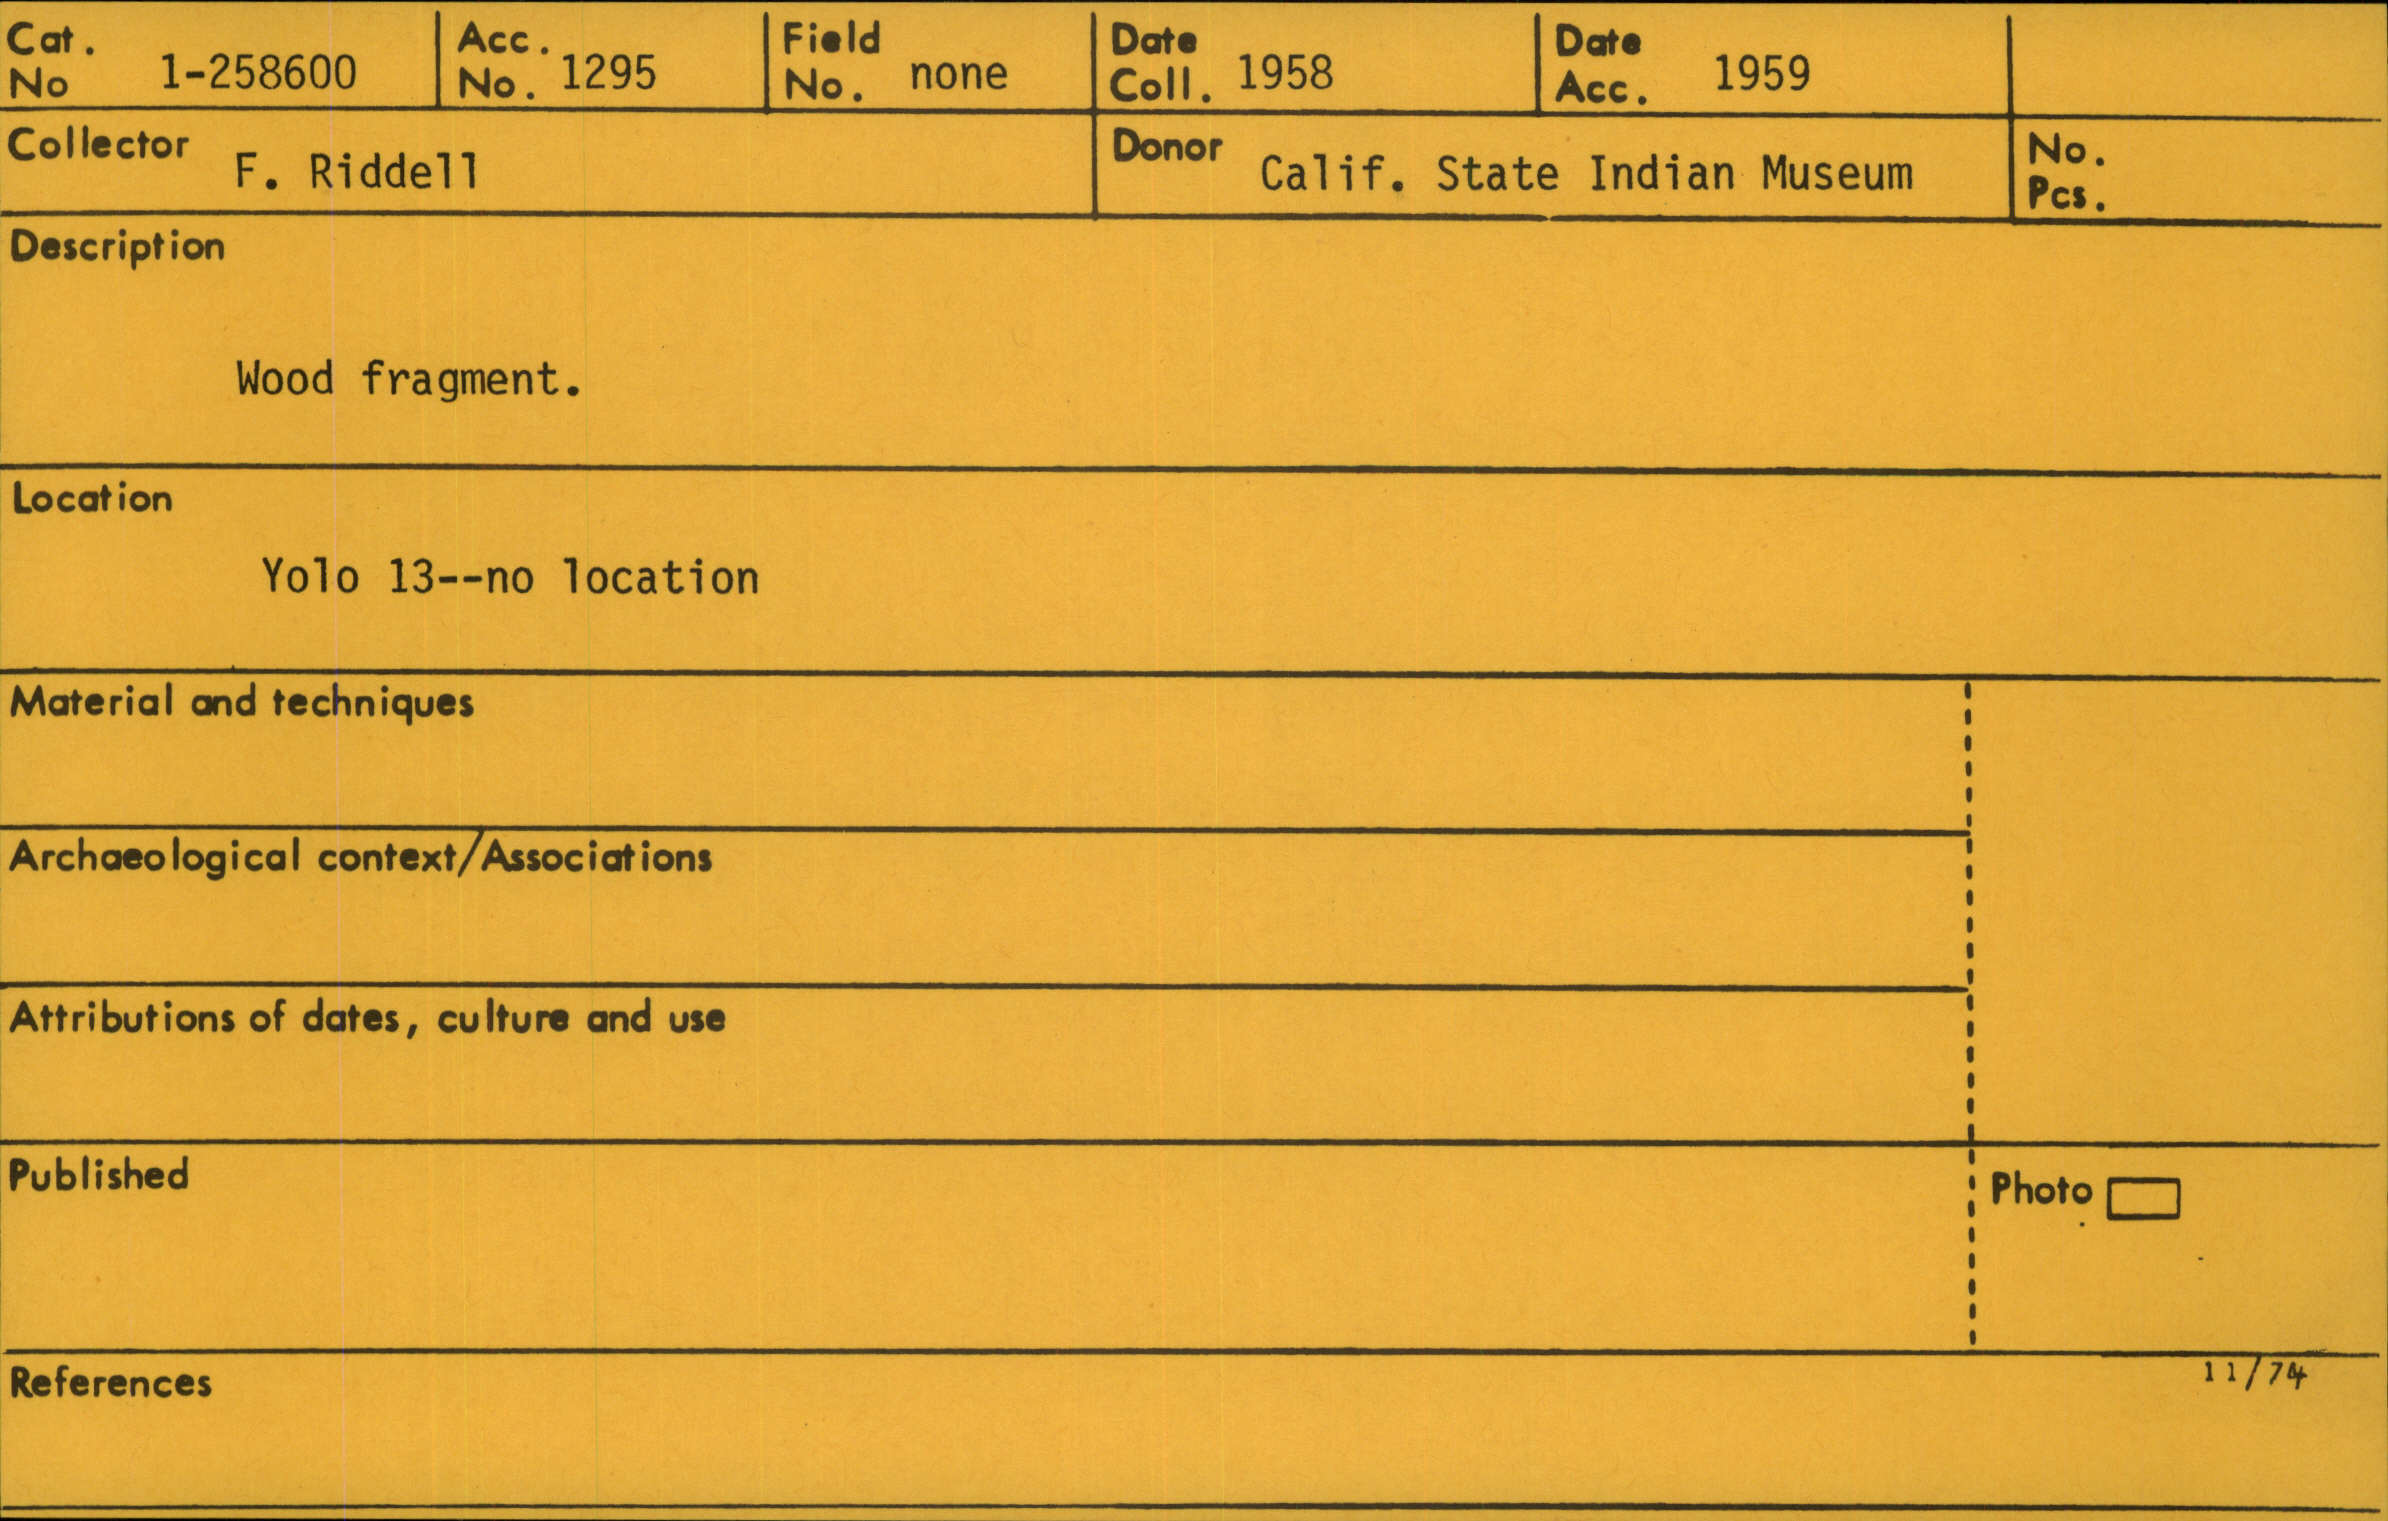 Cat. No 1-258600 Acc. No. 1295 Field No. none Date Coll. 1958 Date Acc. 1959
Collector F. Riddell Donor Calif. State Indian Museum No. Pcs.
Description
Wood fragment.
Location
Yolo 13--no location
Material and techniques
Archaeological context/Associations
Attributions of dates, culture and use
Published
Photo
References
11/74